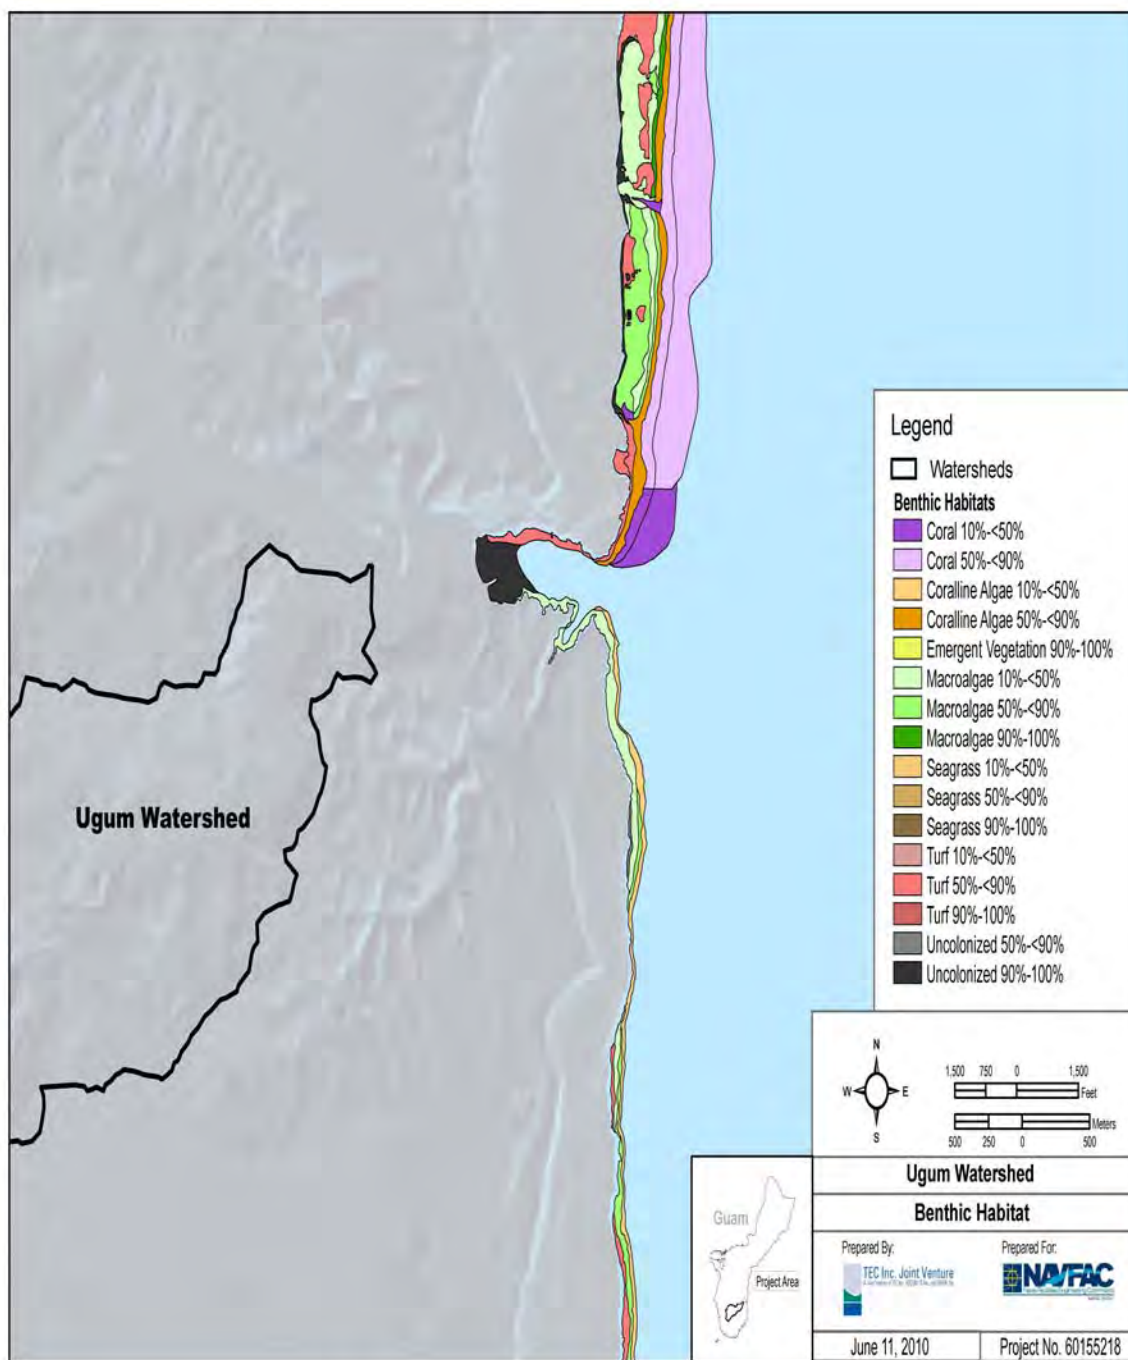 Legend
Watersheds
Benthic Habitats
Coral 10%-<50%
Coral 50%-<90%
Coralline Algae 10%-<50%
Coralline Algae 50%-<90%
Emergent Vegetation 90%-100%
Macroalgae 10%-<50%
Macroalgae 50%-<90%
Macroalgae 90%-100%
Seagrass 10%-<50%
Seagrass 50%-<90%
Seagrass 90%-100%
Turf 10%-<50%
Turf 50%-<90%
Turf 90%-100%
Uncolonized 50%-<90%
Uncolonized 90%-100%
Ugum Watershed
N
W E
S
1,500 750 0 1,500
Feet
Meters
500 250 0 500
Guam
Project Area
Ugum Watershed
Benthic Habitat
Prepared By:
TEC Inc. Joint Venture
Prepared For:
NAVFAC
June 11, 2010
Project No. 60155218